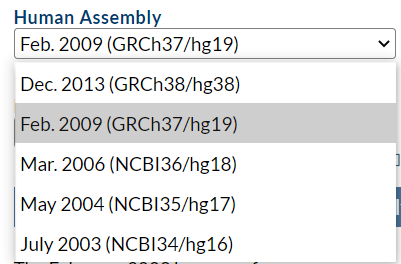 Human Assembly
Feb. 2009 (GRCh37/hg19)
Dec. 2013 (GRCh38/hg38)
Feb. 2009 (GRCh37/hg19)
Mar. 2006 (NCBI36/hg18)
May 2004 (NCBI35/hg17)
July 2003 (NCBI34/hg16)